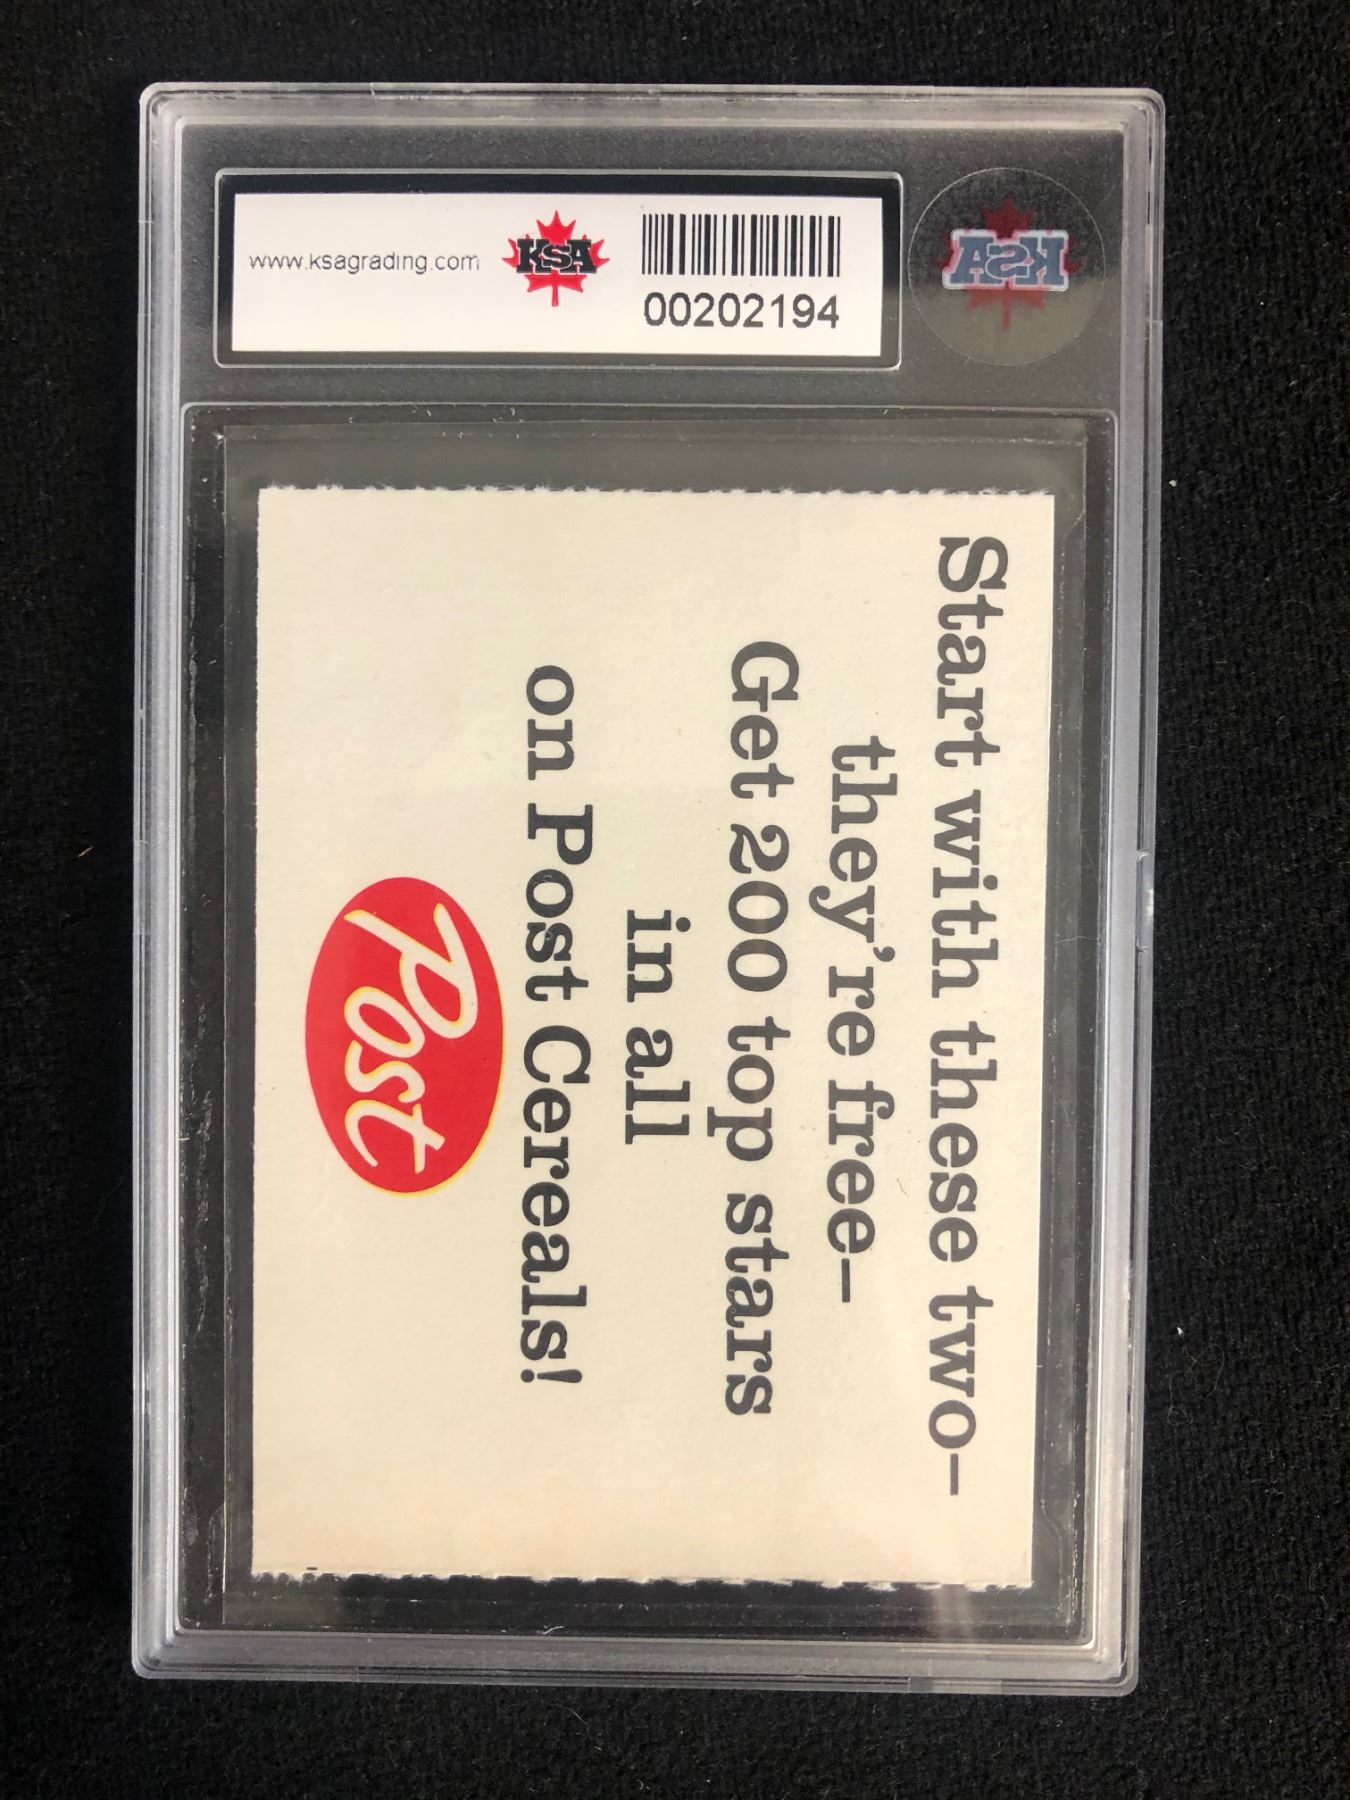 www.ksagrading.com
KSA
00202194
KSA
Start with these two–
they're free–
Get 200 top stars
in all
on Post Cereals!
Post